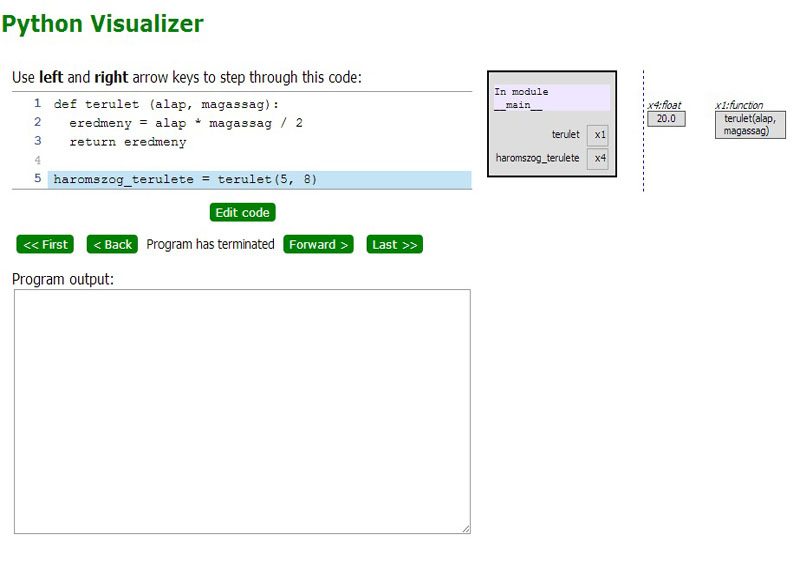 Python Visualizer
Use left and right arrow keys to step through this code:
1 def terulet (alap, magassag):
2   eredmeny = alap * magassag / 2
3   return eredmeny
4
5 haromszog_terulete = terulet(5, 8)
Edit code
<< First < Back Program has terminated Forward > Last >>
Program output:
In module
__main__
terulet x1
haromszog_terulete x4
x4:float
20.0
x1:function
terulet(alap,
magassag)